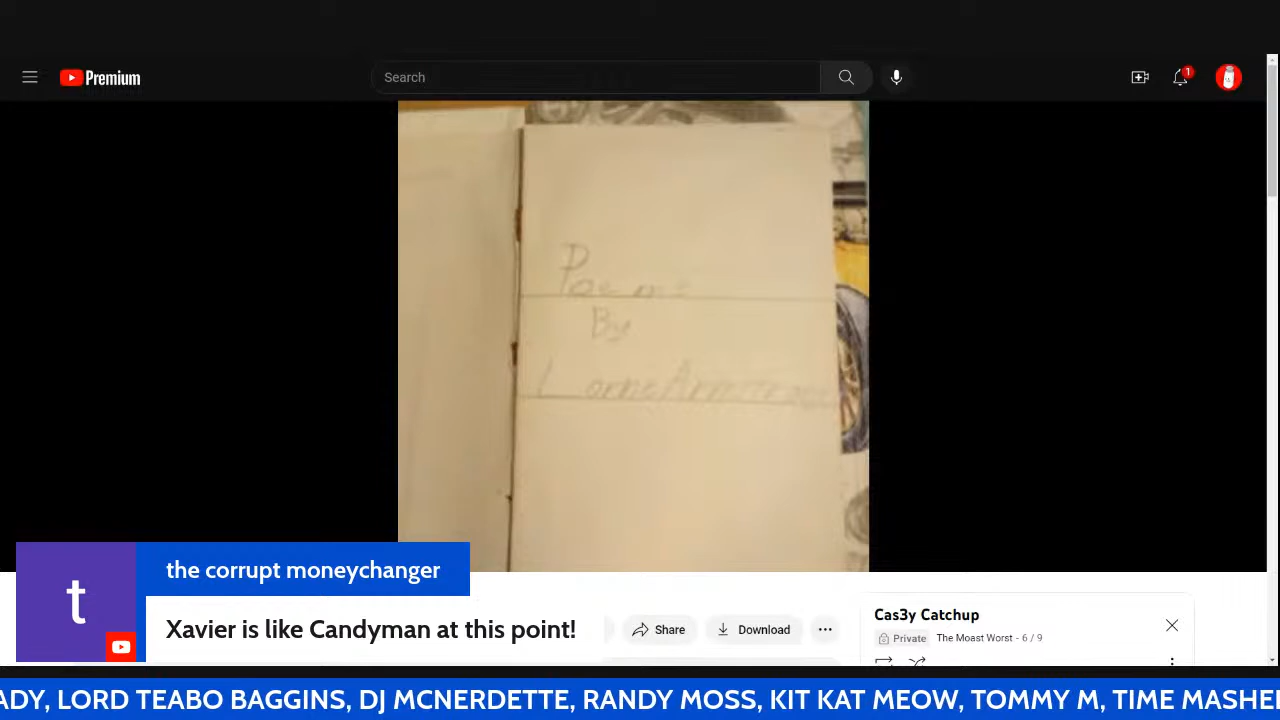 Premium
Search
1
Poems
By
the corrupt moneychanger
t
Xavier is like Candyman at this point!
Share
Download
Cas3y Catchup
Private
The Moast Worst - 6 / 9
ADY, LORD TEABO BAGGINS, DJ MCNERDETTE, RANDY MOSS, KIT KAT MEOW, TOMMY M, TIME MASHE